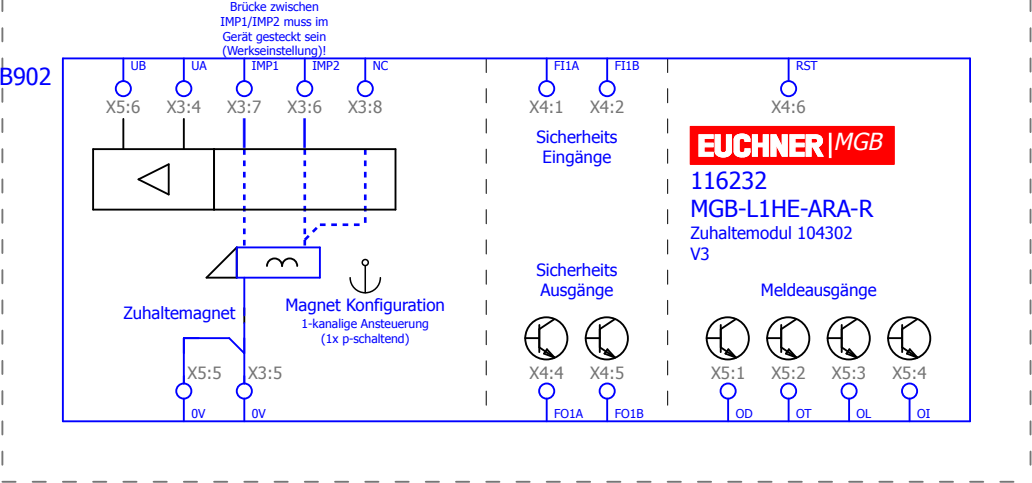 Brücke zwischen
IMP1/IMP2 muss im
Gerät gesteckt sein
(Werkseinstellung)!
B902
UB UA IMP1 IMP2 NC FI1A FI1B RST
X5:6 X3:4 X3:7 X3:6 X3:8 X4:1 X4:2 X4:6
Sicherheits
Eingänge
EUCHNER|MGB
116232
MGB-L1HE-ARA-R
Zuhaltemodul 104302
V3
Zuhaltemagnet
Magnet Konfiguration
1-kanalige Ansteuerung
(1x p-schaltend)
Sicherheits
Ausgänge
Meldeausgänge
X5:5 X3:5 X4:4 X4:5 X5:1 X5:2 X5:3 X5:4
0V 0V FO1A FO1B OD OT OL OI